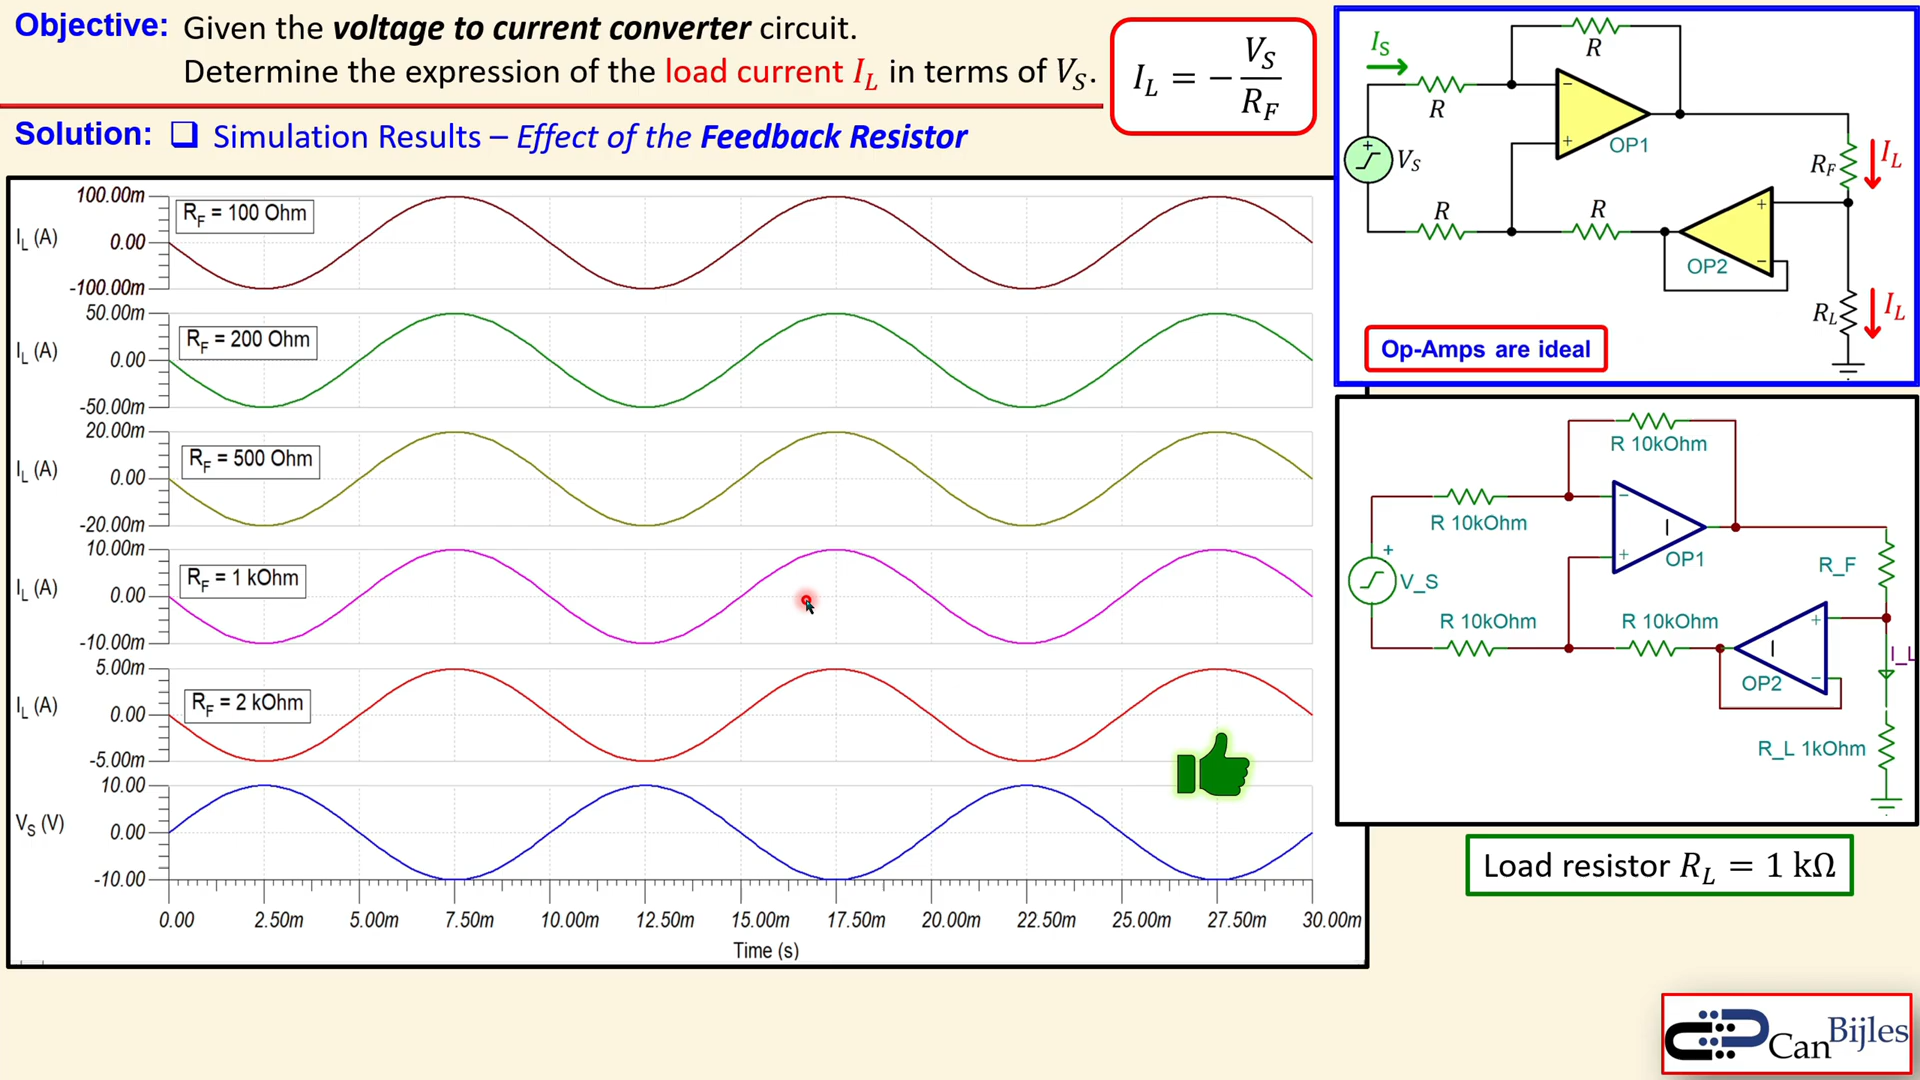 Objective: Given the voltage to current converter circuit.
Determine the expression of the load current I_L in terms of V_S.
I_L = − V_S / R_F
Solution: ❑ Simulation Results – Effect of the Feedback Resistor
100.00m
R_F = 100 Ohm
I_L (A)
0.00
-100.00m
50.00m
R_F = 200 Ohm
I_L (A)
0.00
-50.00m
20.00m
R_F = 500 Ohm
I_L (A)
0.00
-20.00m
10.00m
R_F = 1 kOhm
I_L (A)
0.00
-10.00m
5.00m
R_F = 2 kOhm
I_L (A)
0.00
-5.00m
10.00
V_S (V)
0.00
-10.00
0.00 2.50m 5.00m 7.50m 10.00m 12.50m 15.00m 17.50m 20.00m 22.50m 25.00m 27.50m 30.00m
Time (s)
I_S
R
R
−
+
OP1
+
V_S
R_F
I_L
R
R
+
−
OP2
R_L
I_L
Op-Amps are ideal
R 10kOhm
R 10kOhm
−
+
I
OP1
+
V_S
R_F
R 10kOhm
R 10kOhm
+
−
I
OP2
I_L
R_L 1kOhm
Load resistor R_L = 1 kΩ
CanBijles